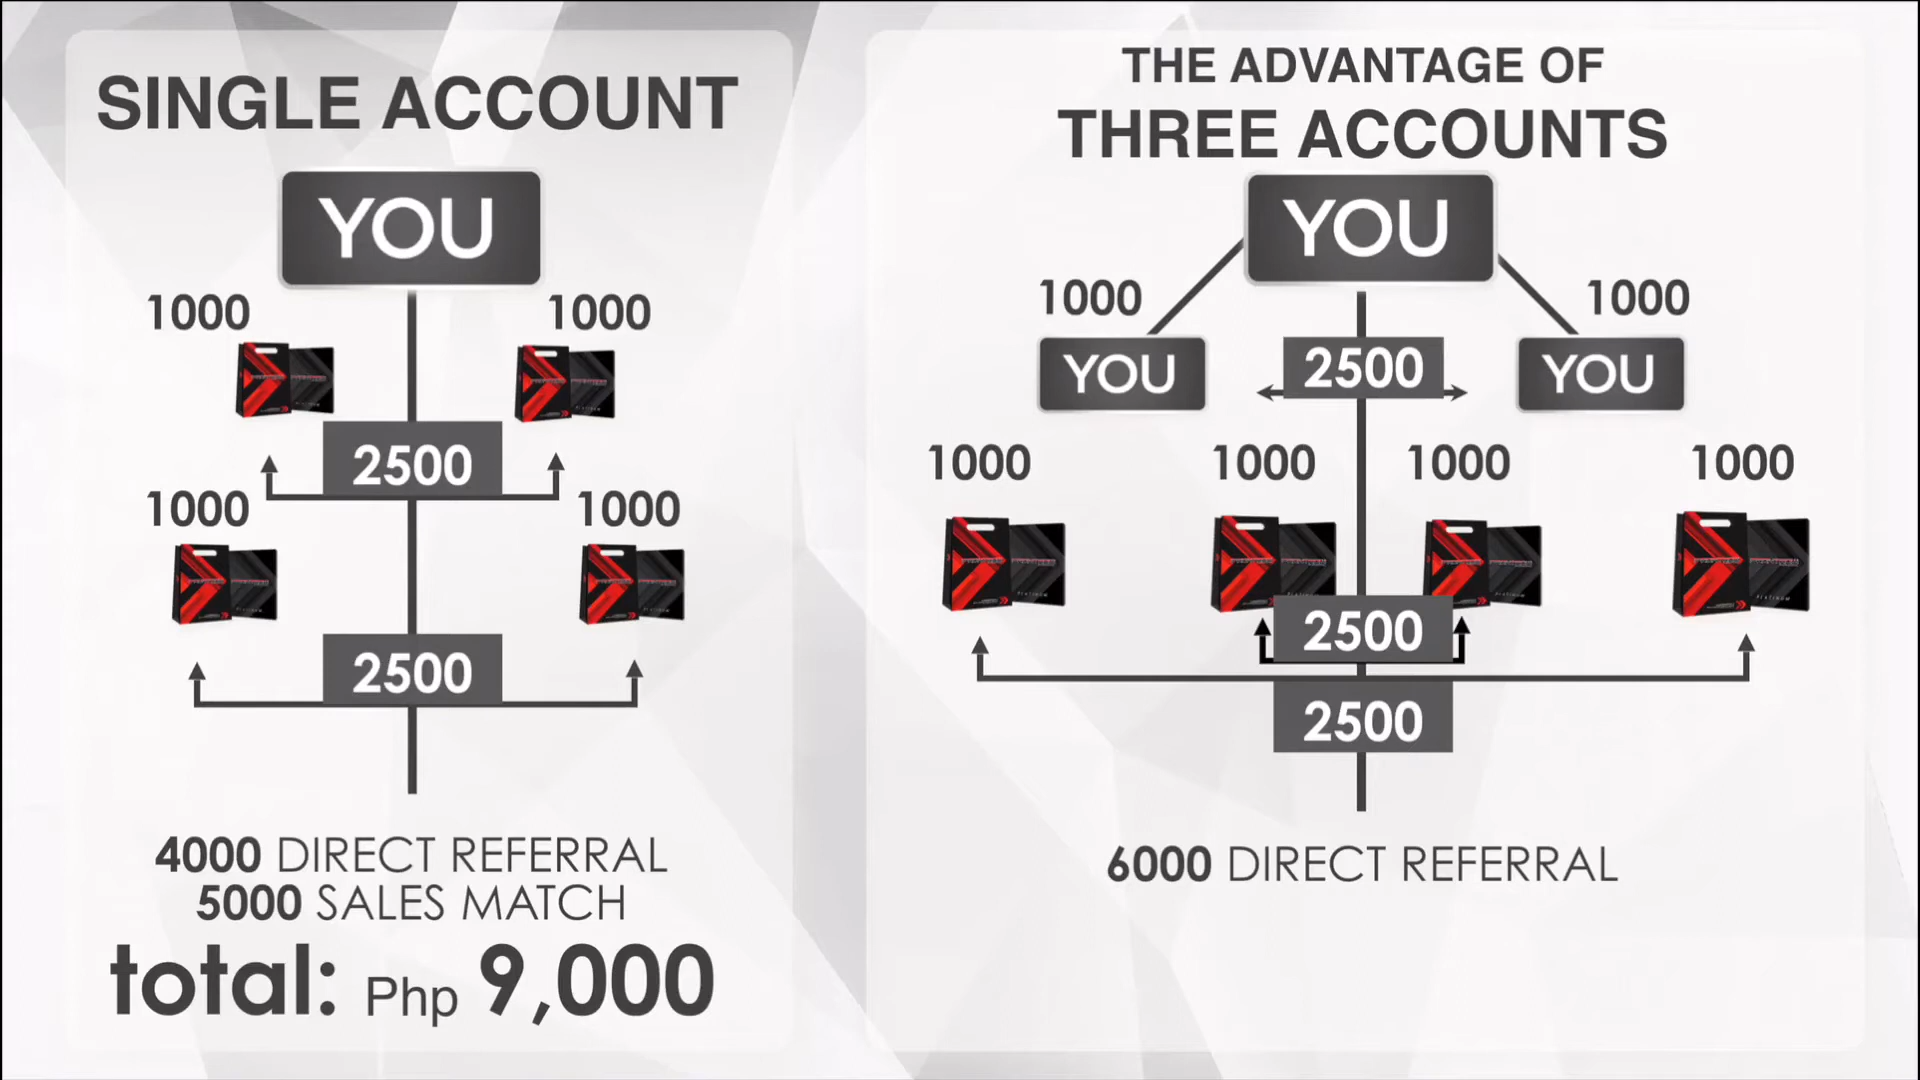 SINGLE ACCOUNT
YOU
1000 1000
2500
1000 1000
2500
4000 DIRECT REFERRAL
5000 SALES MATCH
total: Php 9,000
THE ADVANTAGE OF
THREE ACCOUNTS
YOU
1000 1000
YOU 2500 YOU
1000 1000 1000 1000
2500
2500
6000 DIRECT REFERRAL